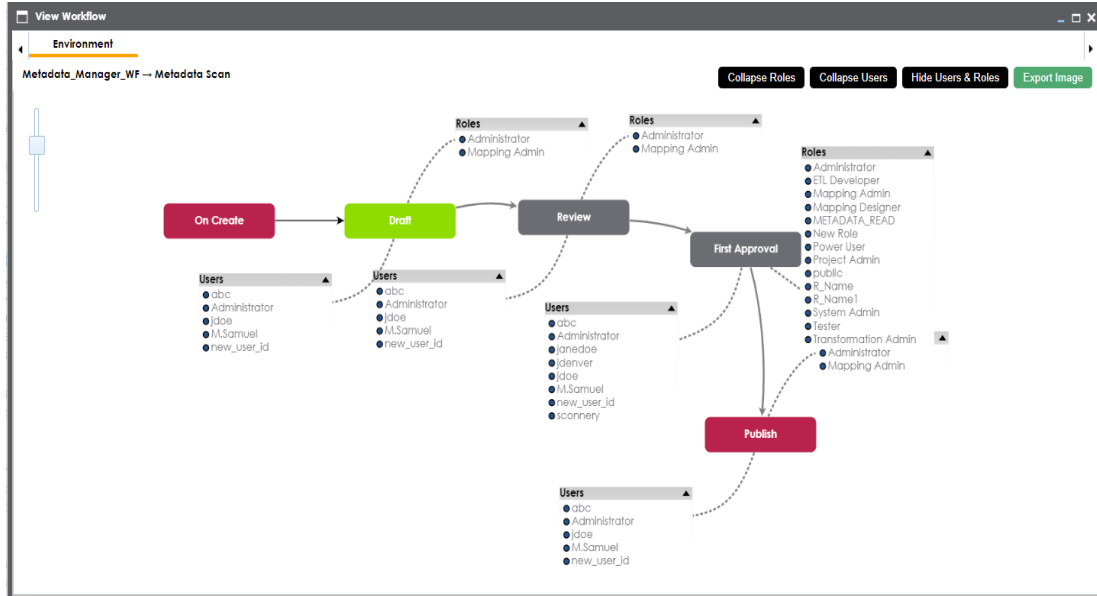 View Workflow
Environment
Metadata_Manager_WF → Metadata Scan
Collapse Roles
Collapse Users
Hide Users & Roles
Export Image
Roles
Administrator
Mapping Admin
Roles
Administrator
Mapping Admin
Roles
Administrator
ETL Developer
Mapping Admin
Mapping Designer
METADATA_READ
New Role
Power User
Project Admin
public
R_Name
R_Name1
System Admin
Tester
Transformation Admin
Administrator
Mapping Admin
On Create
Draft
Review
First Approval
Users
abc
Administrator
jdoe
M.Samuel
new_user_id
Users
abc
Administrator
jdoe
M.Samuel
new_user_id
Users
abc
Administrator
janedoe
jdenver
jdoe
M.Samuel
new_user_id
sconnery
Publish
Users
abc
Administrator
jdoe
M.Samuel
new_user_id